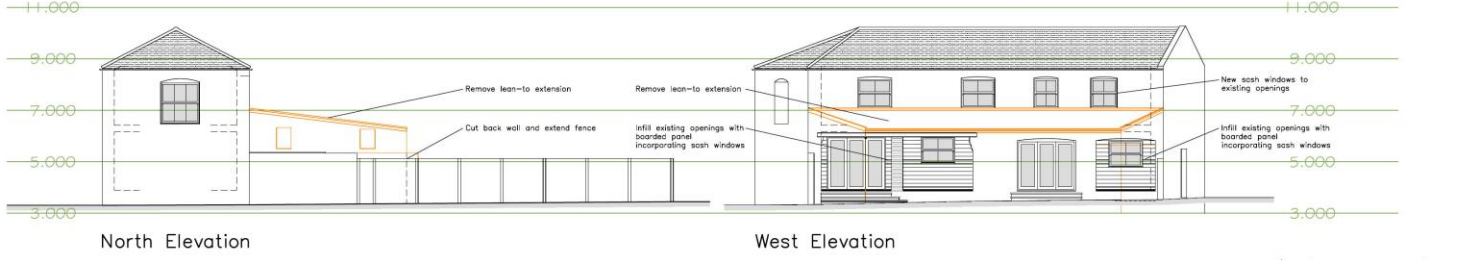 11.000
11.000
9.000
9.000
7.000
7.000
5.000
5.000
3.000
3.000
Remove lean-to extension
Cut back wall and extend fence
Remove lean-to extension
Infill existing openings with
boarded panel
incorporating sash windows
New sash windows to
existing openings
Infill existing openings with
boarded panel
incorporating sash windows
North Elevation
West Elevation